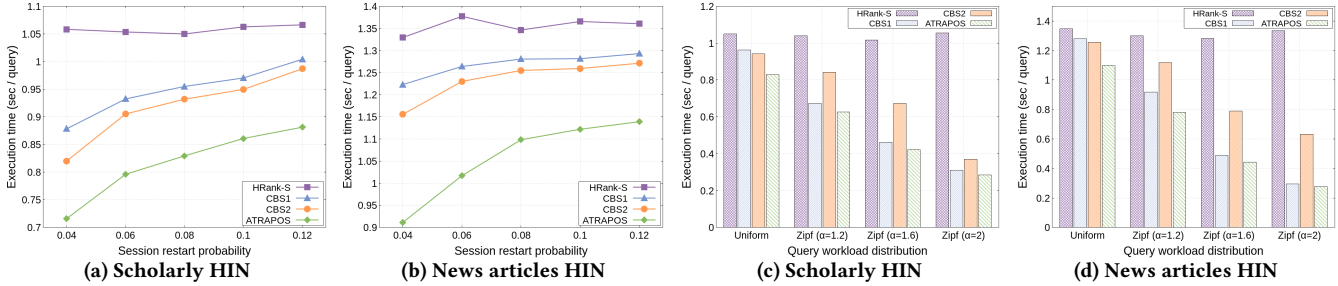 1.1
1.05
1
0.95
0.9
0.85
0.8
0.75
0.7
Execution time (sec / query)
HRank-S
CBS1
CBS2
ATRAPOS
0.04 0.06 0.08 0.1 0.12
Session restart probability
(a) Scholarly HIN
1.4
1.35
1.3
1.25
1.2
1.15
1.1
1.05
1
0.95
0.9
Execution time (sec / query)
HRank-S
CBS1
CBS2
ATRAPOS
0.04 0.06 0.08 0.1 0.12
Session restart probability
(b) News articles HIN
1.2
1
0.8
0.6
0.4
0.2
0
Execution time (sec / query)
HRank-S CBS2
CBS1 ATRAPOS
Uniform Zipf (α=1.2) Zipf (α=1.6) Zipf (α=2)
Query workload distribution
(c) Scholarly HIN
1.4
1.2
1
0.8
0.6
0.4
0.2
0
Execution time (sec / query)
HRank-S CBS2
CBS1 ATRAPOS
Uniform Zipf (α=1.2) Zipf (α=1.6) Zipf (α=2)
Query workload distribution
(d) News articles HIN